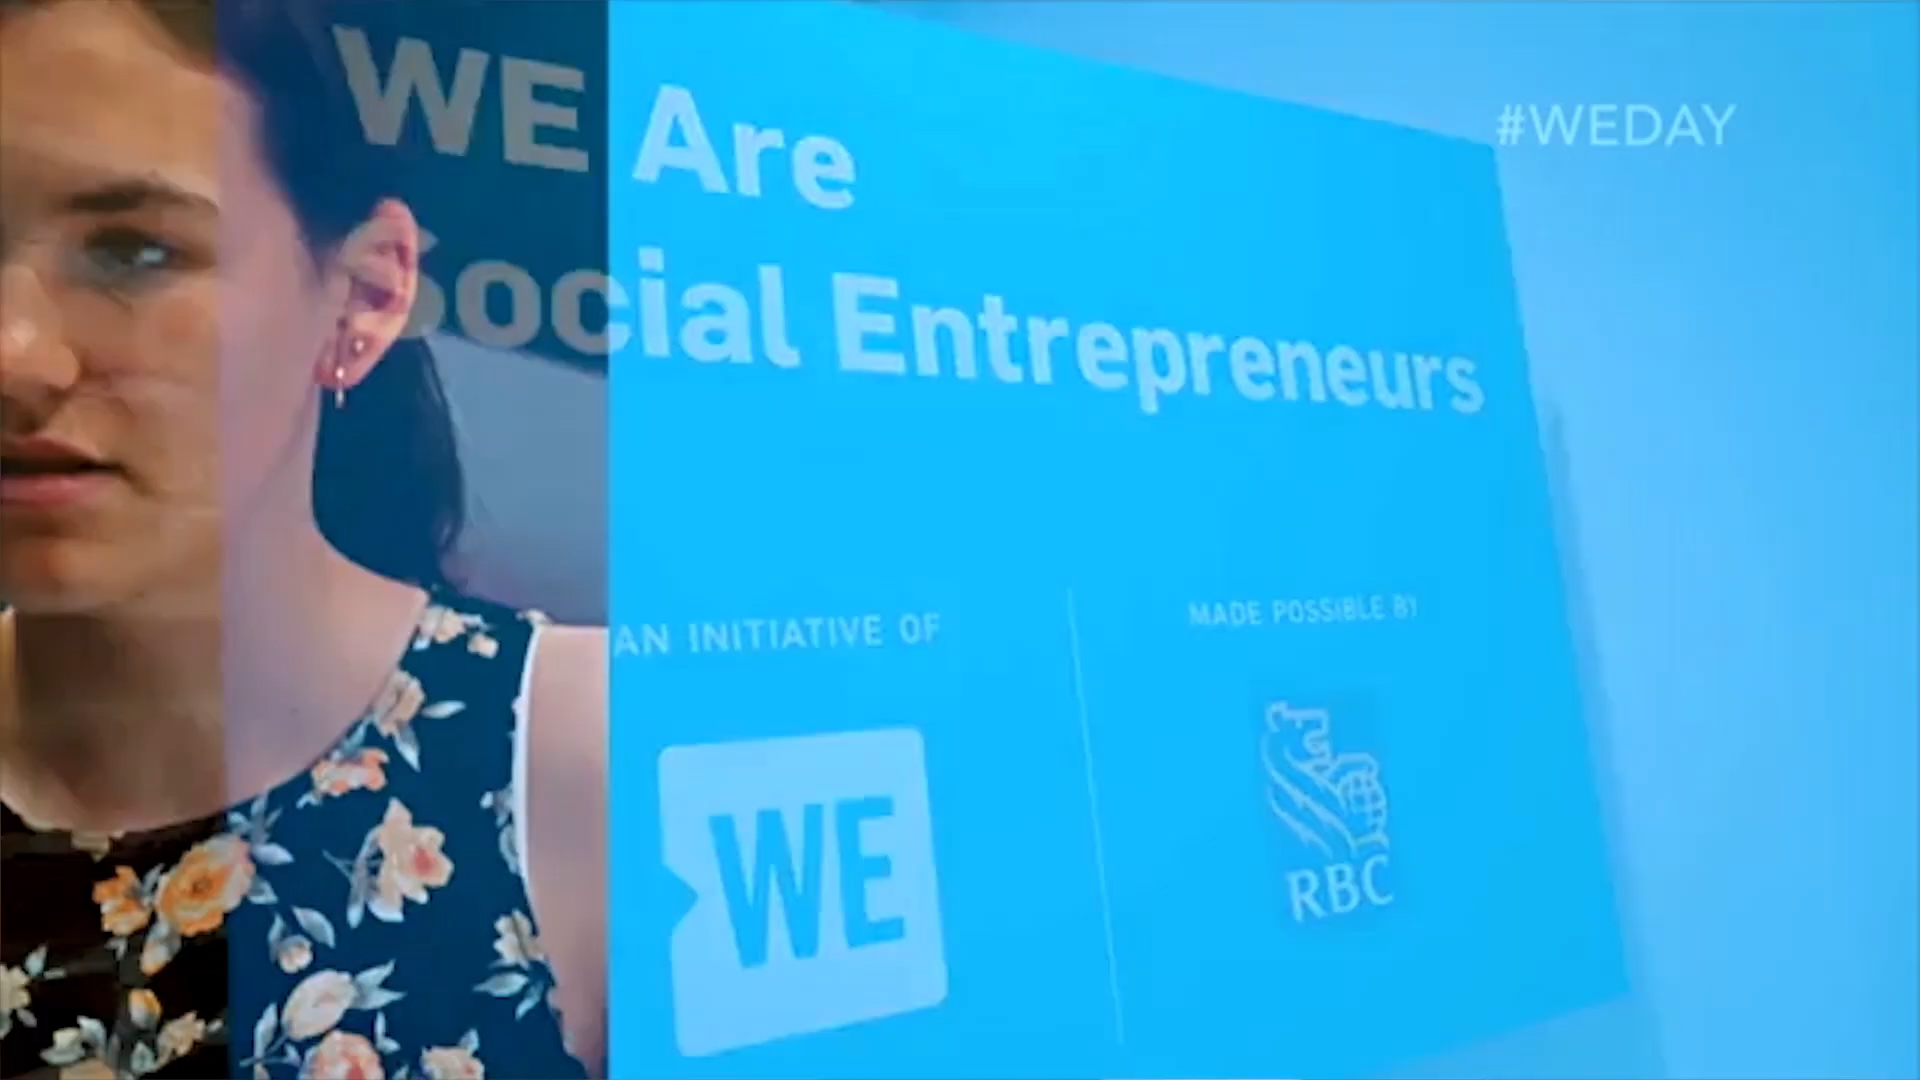 WE Are
Social Entrepreneurs
#WEDAY
AN INITIATIVE OF
WE
MADE POSSIBLE BY
RBC